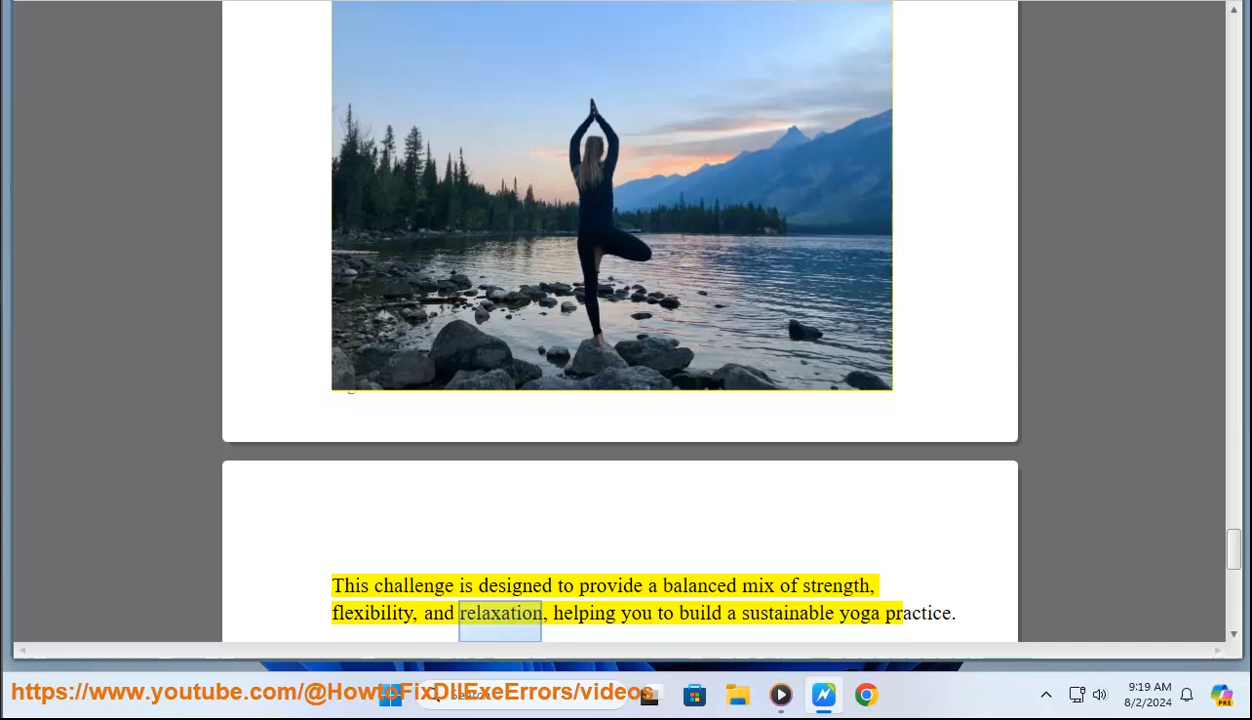 This challenge is designed to provide a balanced mix of strength,
flexibility, and relaxation, helping you to build a sustainable yoga practice.
https://www.youtube.com/@HowtoFixDllExeErrors/videos
9:19 AM
8/2/2024
PRE